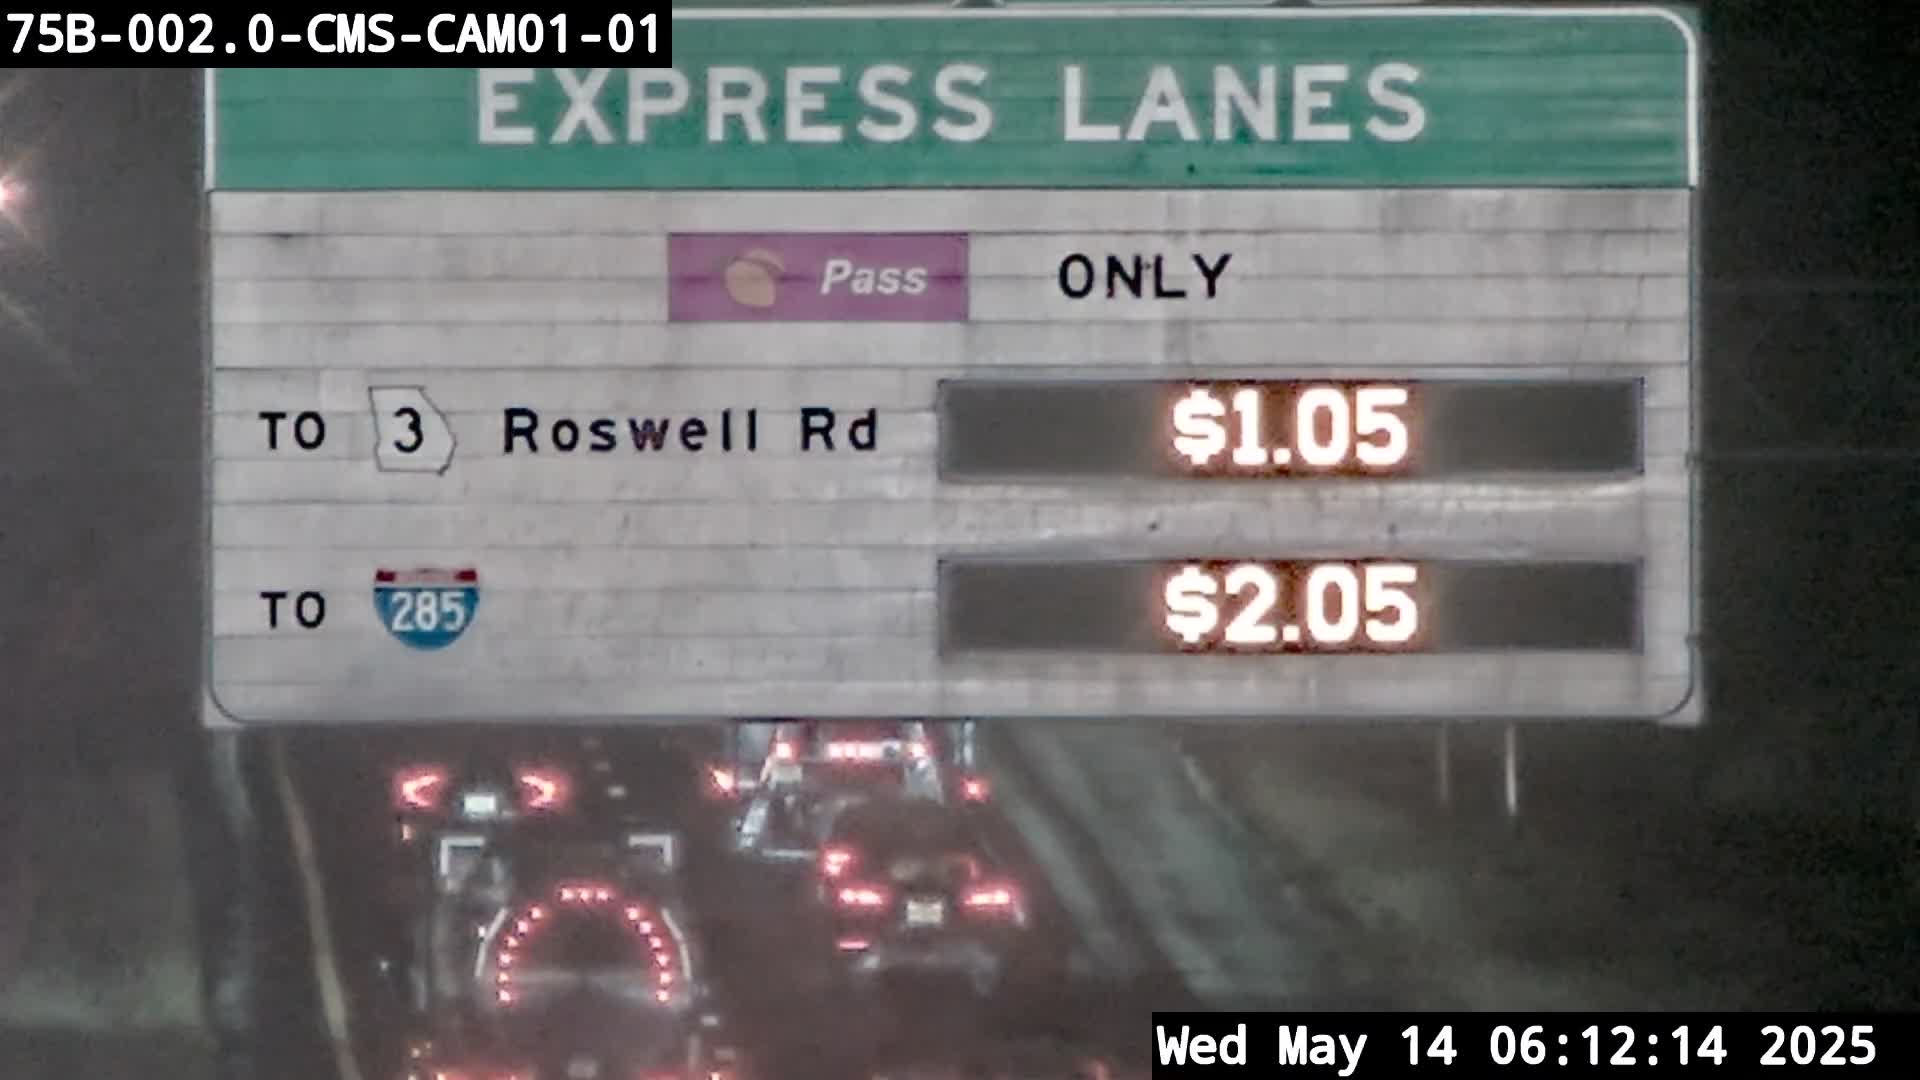 75B-002.0-CMS-CAM01-01
EXPRESS LANES
Pass ONLY
TO 3 Roswell Rd $1.05
TO 285 $2.05
Wed May 14 06:12:14 2025